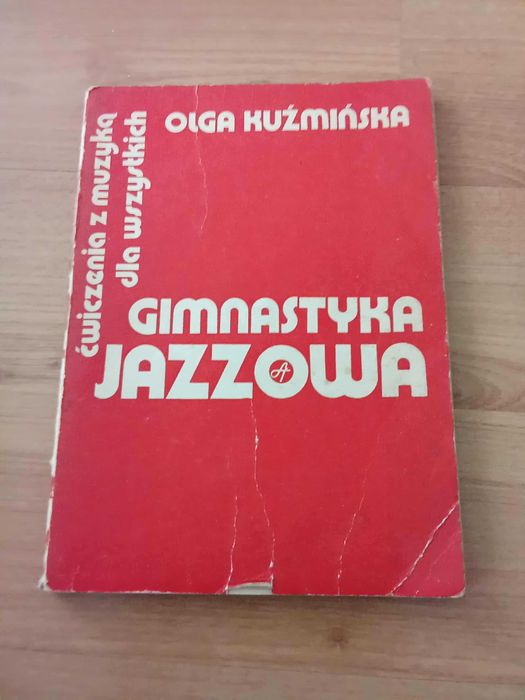 OLGA KUŹMIŃSKA
ćwiczenia z muzyką
dla wszystkich
GIMNASTYKA
JAZZOWA